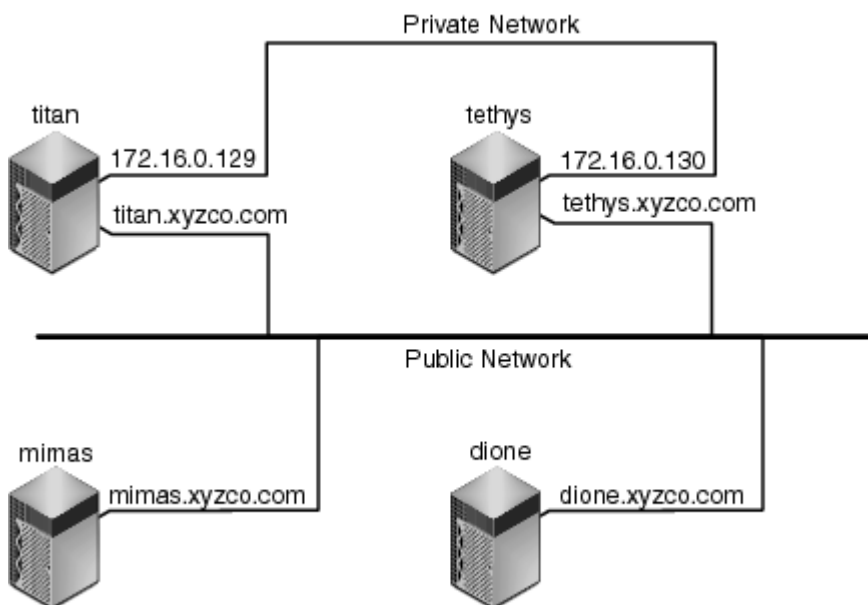 Private Network
titan
tethys
172.16.0.129
172.16.0.130
titan.xyzco.com
tethys.xyzco.com
Public Network
mimas
dione
mimas.xyzco.com
dione.xyzco.com